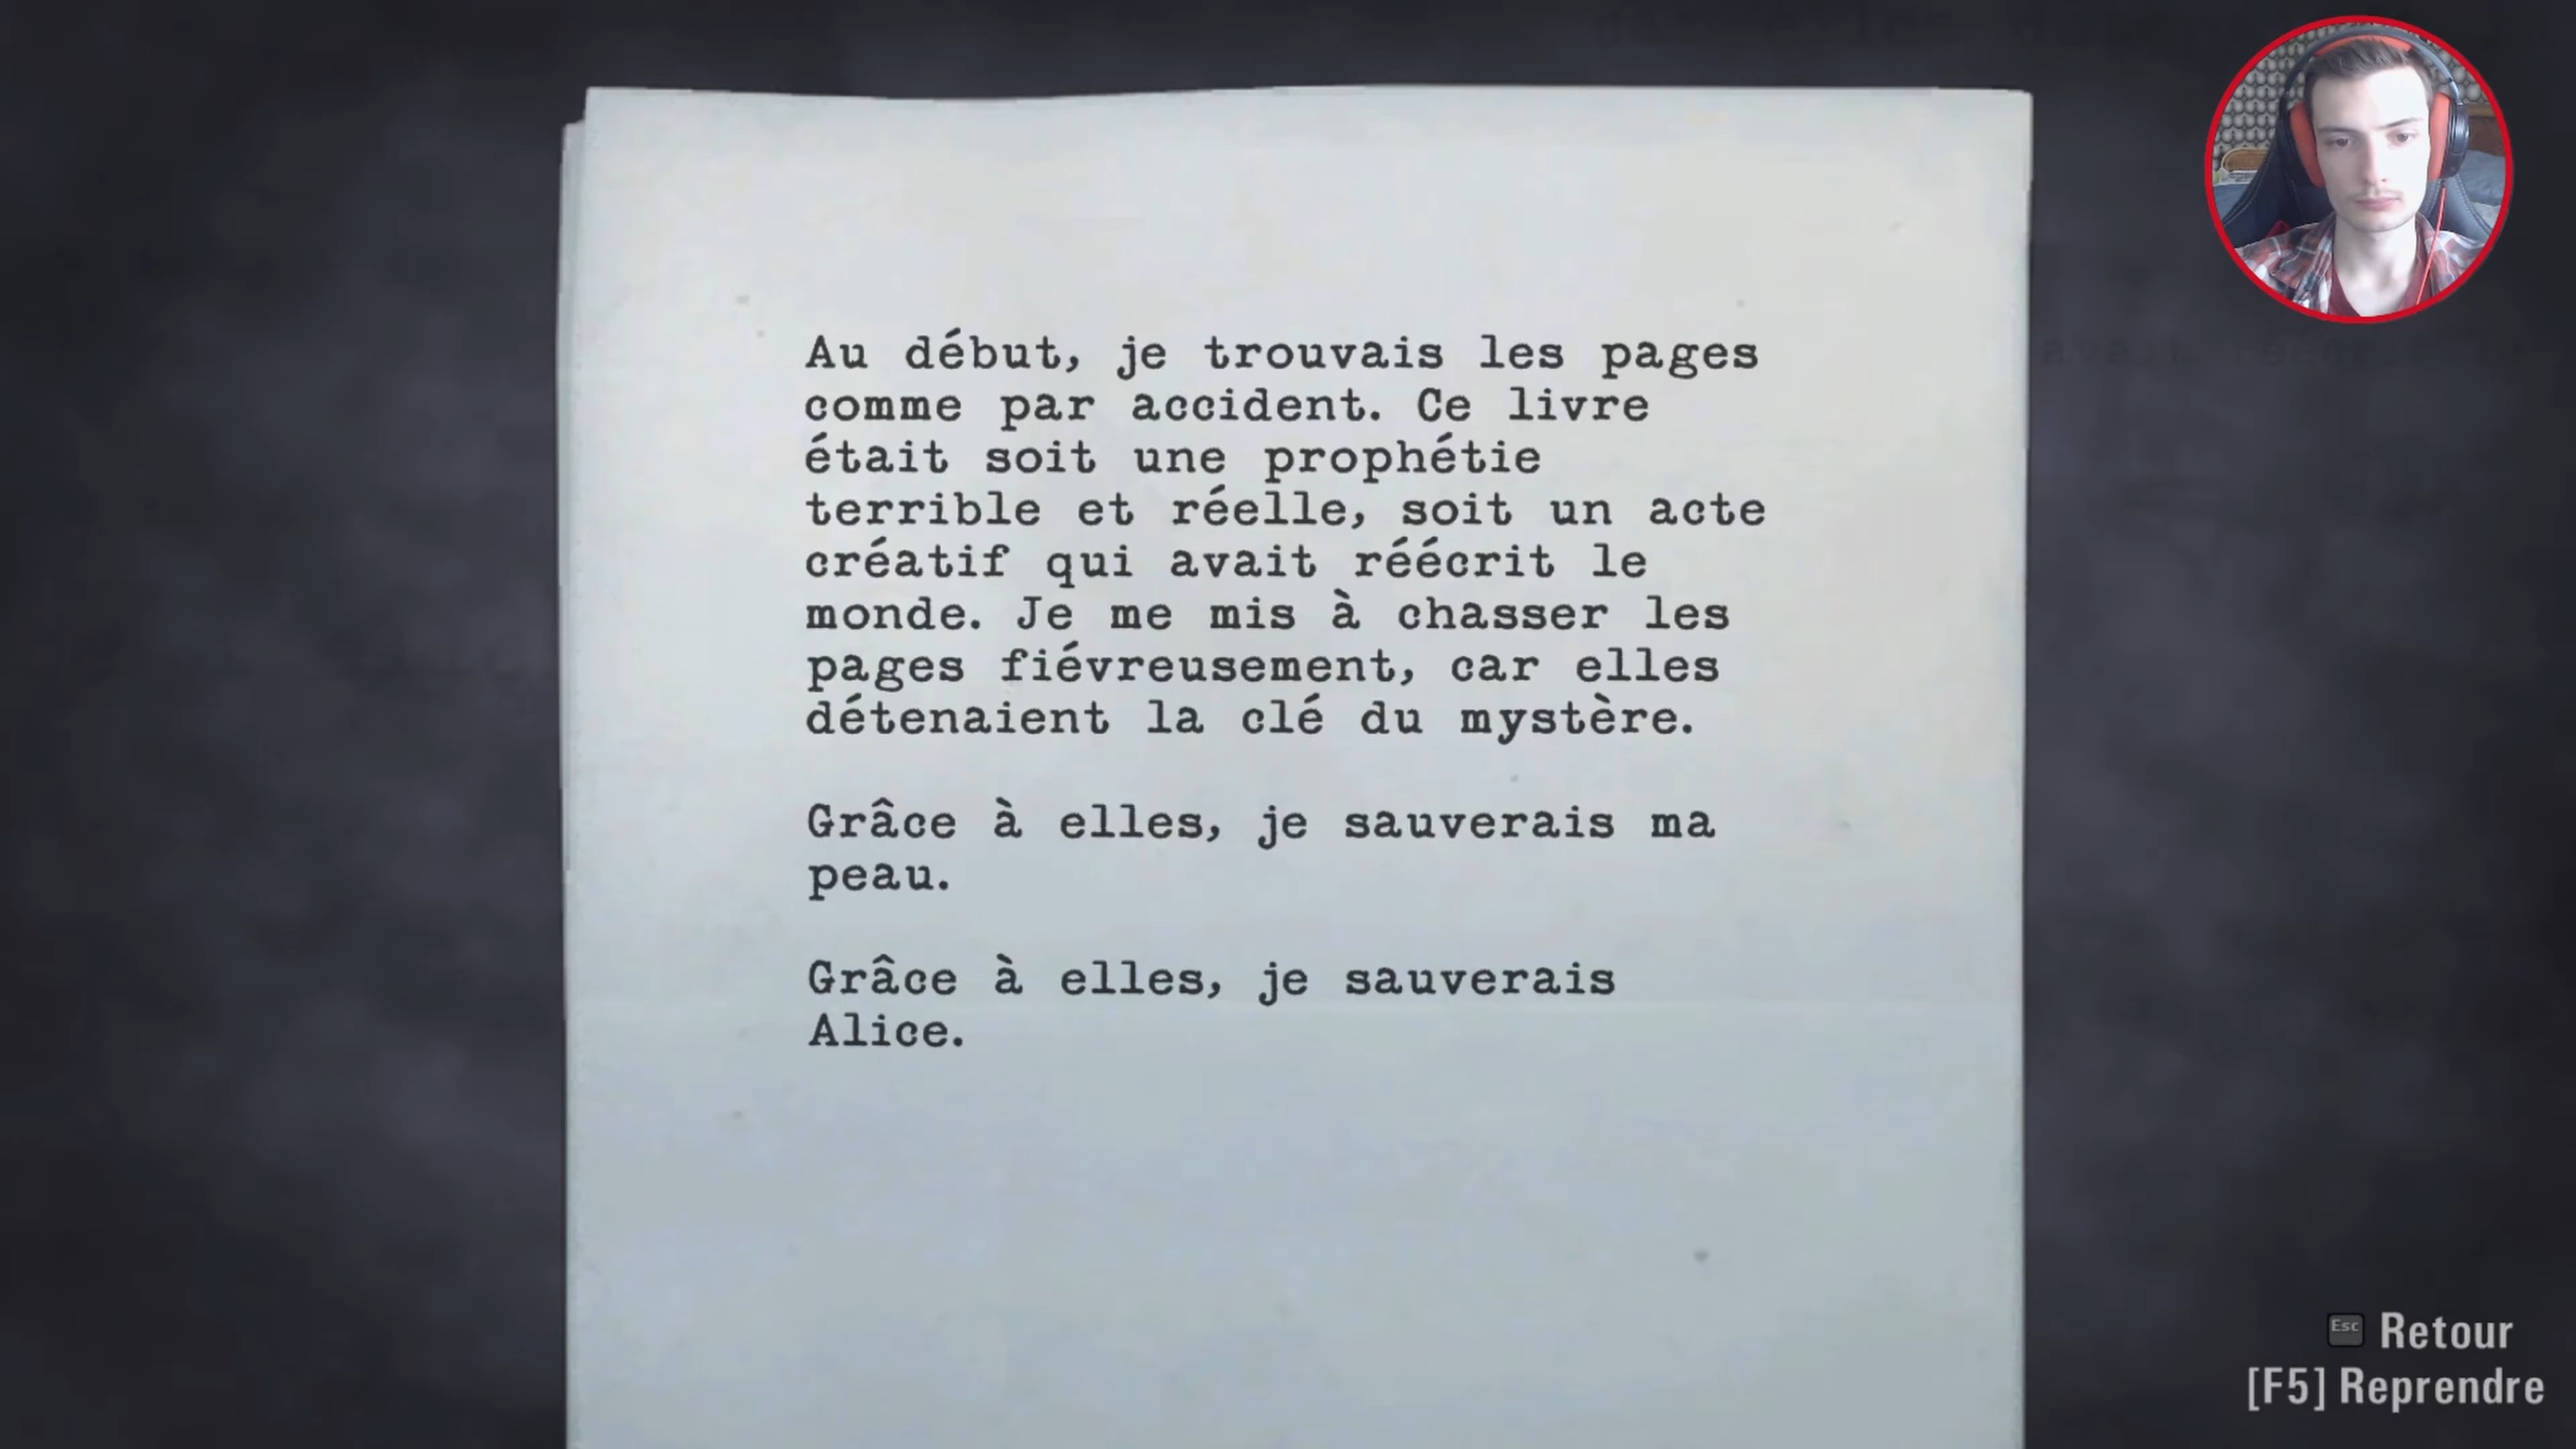 Au début, je trouvais les pages
comme par accident. Ce livre
était soit une prophétie
terrible et réelle, soit un acte
créatif qui avait réécrit le
monde. Je me mis à chasser les
pages fiévreusement, car elles
détenaient la clé du mystère.
Grâce à elles, je sauverais ma
peau.
Grâce à elles, je sauverais
Alice.
Esc Retour
[F5] Reprendre